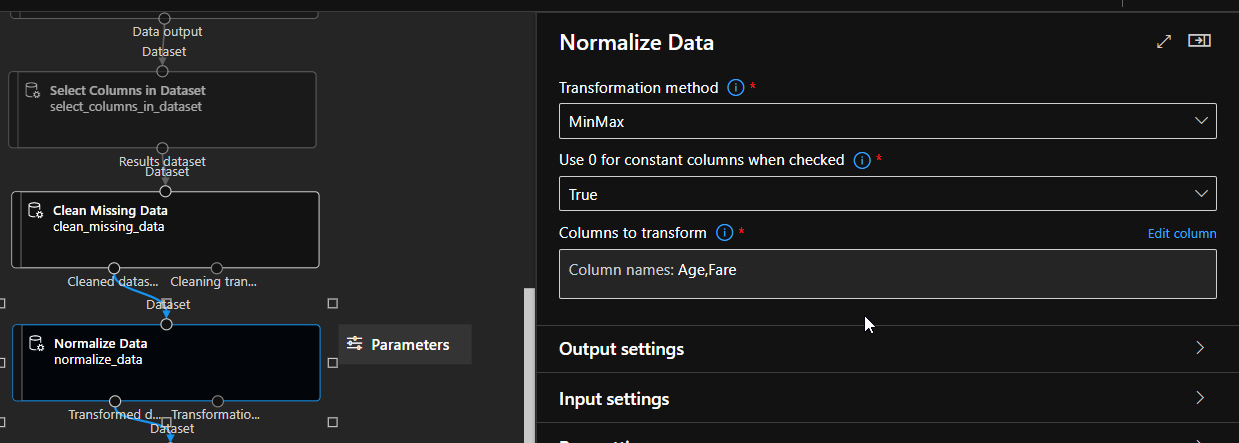 Data output
Dataset
Select Columns in Dataset
select_columns_in_dataset
Results dataset
Dataset
Clean Missing Data
clean_missing_data
Cleaned datas...
Cleaning tran...
Dataset
Normalize Data
normalize_data
Parameters
Transformed d...
Transformatio...
Dataset
Normalize Data
Transformation method *
MinMax
Use 0 for constant columns when checked *
True
Columns to transform *
Edit column
Column names: Age,Fare
Output settings
Input settings